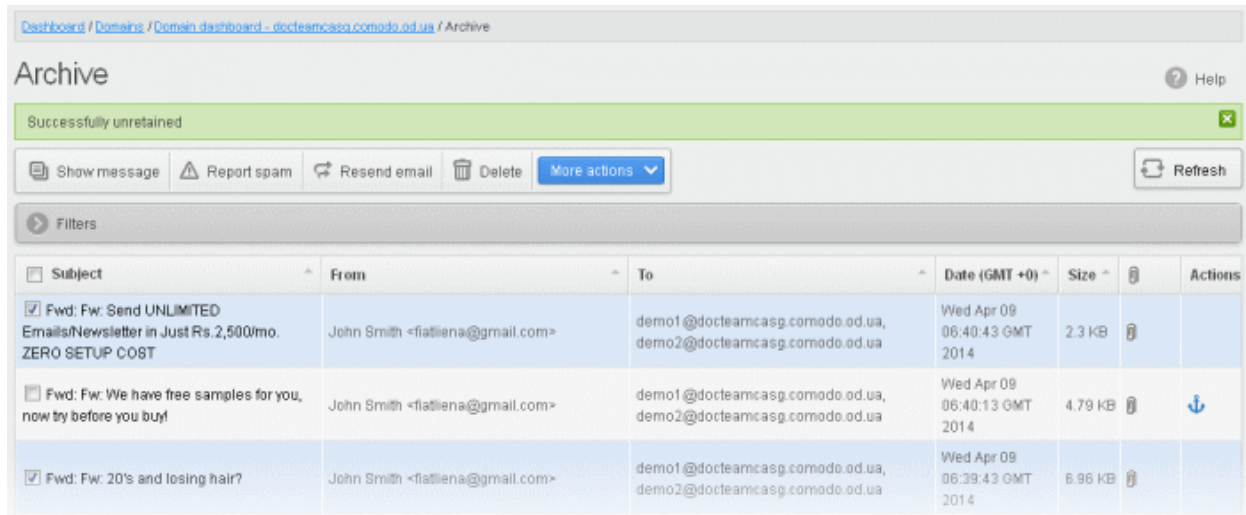 Dashboard / Domains / Domain dashboard - docteamcasg.comodo.od.ua / Archive
Archive
Help
Successfully unretained
Show message Report spam Resend email Delete More actions Refresh
Filters
Subject From To Date (GMT +0) Size Actions
Fwd: Fw: Send UNLIMITED
Emails/Newsletter in Just Rs.2,500/mo.
ZERO SETUP COST
John Smith <fiatliena@gmail.com>
demo1@docteamcasg.comodo.od.ua,
demo2@docteamcasg.comodo.od.ua
Wed Apr 09
06:40:43 GMT
2014
2.3 KB
Fwd: Fw: We have free samples for you,
now try before you buy!
John Smith <fiatliena@gmail.com>
demo1@docteamcasg.comodo.od.ua,
demo2@docteamcasg.comodo.od.ua
Wed Apr 09
06:40:13 GMT
2014
4.79 KB
Fwd: Fw: 20's and losing hair?
John Smith <fiatliena@gmail.com>
demo1@docteamcasg.comodo.od.ua,
demo2@docteamcasg.comodo.od.ua
Wed Apr 09
06:39:43 GMT
2014
6.96 KB